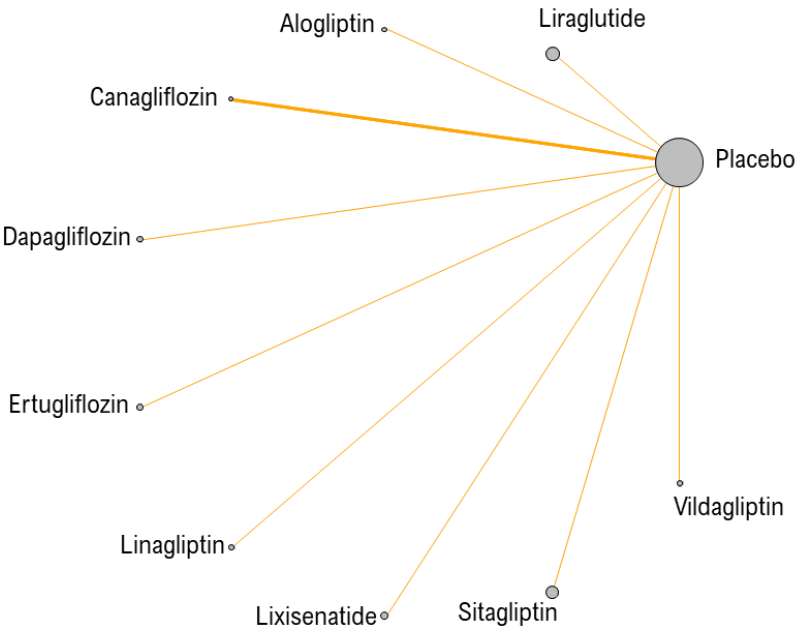 Liraglutide
Alogliptin
Canagliflozin
Placebo
Dapagliflozin
Ertugliflozin
Vildagliptin
Linagliptin
Sitagliptin
Lixisenatide